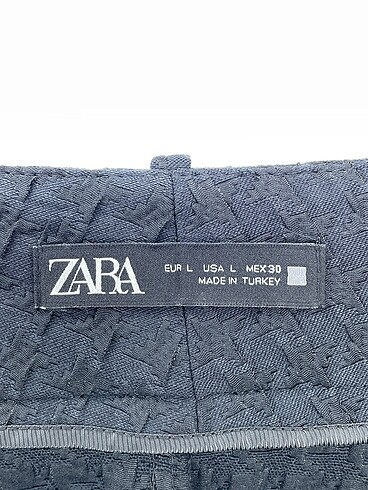 ZARA
EUR L USA L MEX 30
MADE IN TURKEY